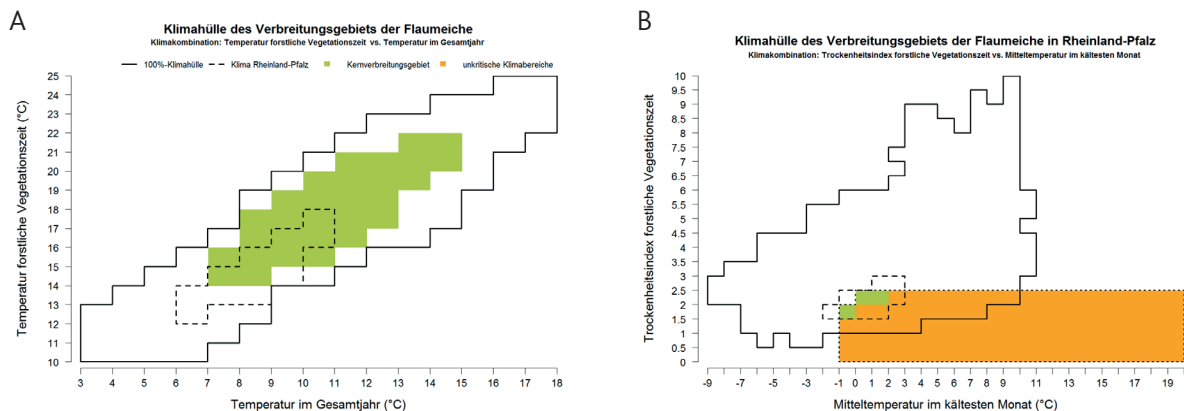 A
Klimahülle des Verbreitungsgebiets der Flaumeiche
Klimakombination: Temperatur forstliche Vegetationszeit vs. Temperatur im Gesamtjahr
100%-Klimahülle Klima Rheinland-Pfalz Kernverbreitungsgebiet unkritische Klimabereiche
Temperatur forstliche Vegetationszeit (°C)
25
24
23
22
21
20
19
18
17
16
15
14
13
12
11
10
3 4 5 6 7 8 9 10 11 12 13 14 15 16 17 18
Temperatur im Gesamtjahr (°C)
B
Klimahülle des Verbreitungsgebiets der Flaumeiche in Rheinland-Pfalz
Klimakombination: Trockenheitsindex forstliche Vegetationszeit vs. Mitteltemperatur im kältesten Monat
Trockenheitsindex forstliche Vegetationszeit
10
9.5
9
8.5
8
7.5
7
6.5
6
5.5
5
4.5
4
3.5
3
2.5
2
1.5
1
0.5
0
-9 -7 -5 -3 -1 0 1 2 3 4 5 6 7 8 9 11 13 15 17 19
Mitteltemperatur im kältesten Monat (°C)